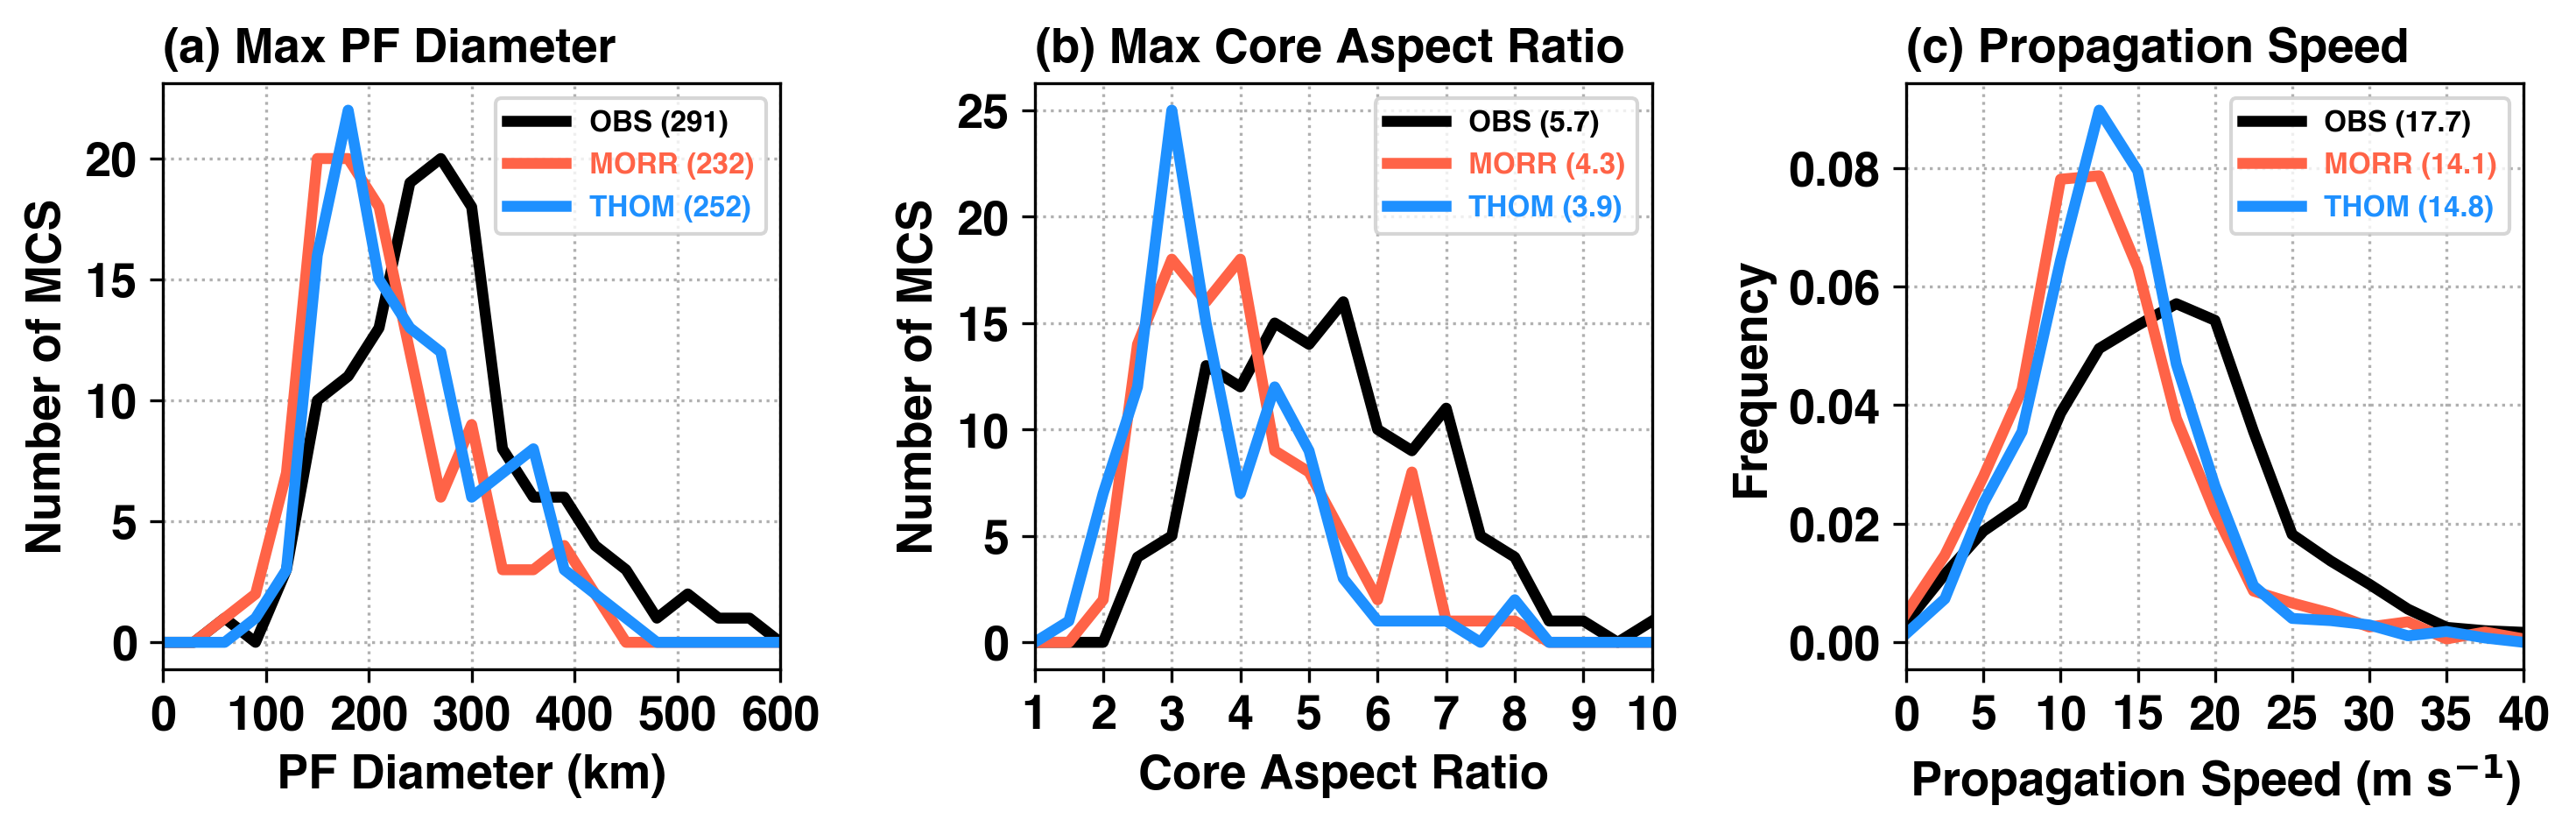 (a) Max PF Diameter
OBS (291)
MORR (232)
THOM (252)
Number of MCS
20
15
10
5
0
0 100 200 300 400 500 600
PF Diameter (km)
(b) Max Core Aspect Ratio
OBS (5.7)
MORR (4.3)
THOM (3.9)
Number of MCS
25
20
15
10
5
0
1 2 3 4 5 6 7 8 9 10
Core Aspect Ratio
(c) Propagation Speed
OBS (17.7)
MORR (14.1)
THOM (14.8)
Frequency
0.08
0.06
0.04
0.02
0.00
0 5 10 15 20 25 30 35 40
Propagation Speed (m s⁻¹)